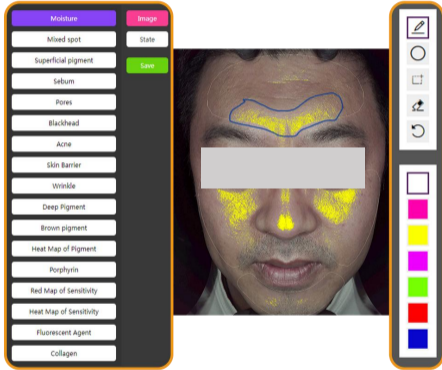 Moisture
Mixed spot
Superficial pigment
Sebum
Pores
Blackhead
Acne
Skin Barrier
Wrinkle
Deep Pigment
Brown pigment
Heat Map of Pigment
Porphyrin
Red Map of Sensitivity
Heat Map of Sensitivity
Fluorescent Agent
Collagen
Image
State
Save